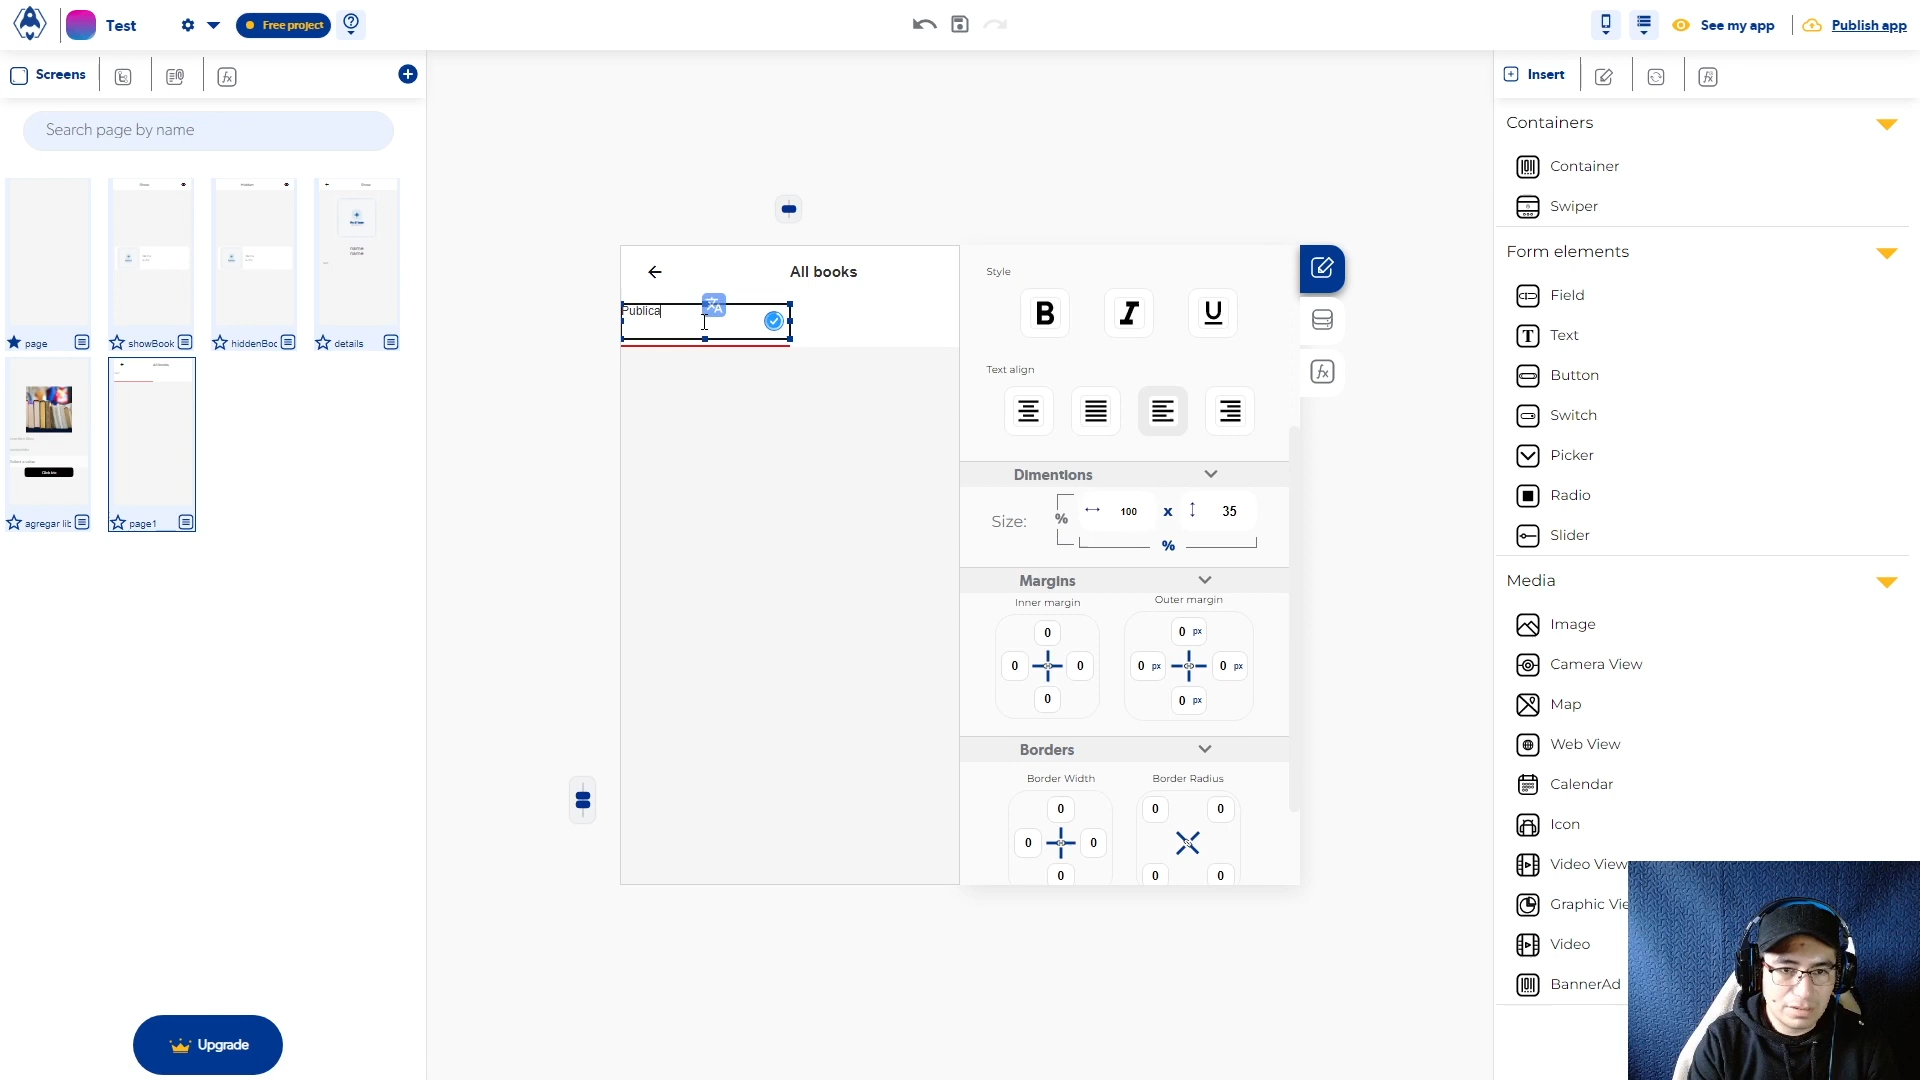 Test
Free project
See my app
Publish app
Screens
Insert
Search page by name
page
showBook
hiddenBoc
details
agregar lit
page1
Upgrade
All books
Publica
Style
B I U
Text align
Dimentions
Size:
%
100 x 35
%
Margins
Inner margin
Outer margin
0
0 0
0
0 px
0 px 0 px
0 px
Borders
Border Width
Border Radius
0
0 0
0
0 0
0 0
Containers
Container
Swiper
Form elements
Field
Text
Button
Switch
Picker
Radio
Slider
Media
Image
Camera View
Map
Web View
Calendar
Icon
Video View
Graphic Vie
Video
BannerAd